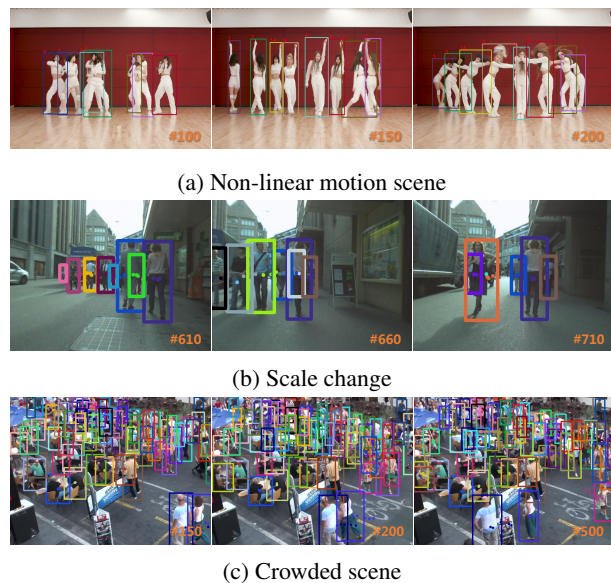 #100 #150 #200
(a) Non-linear motion scene
#610 #660 #710
(b) Scale change
#150 #200 #500
(c) Crowded scene